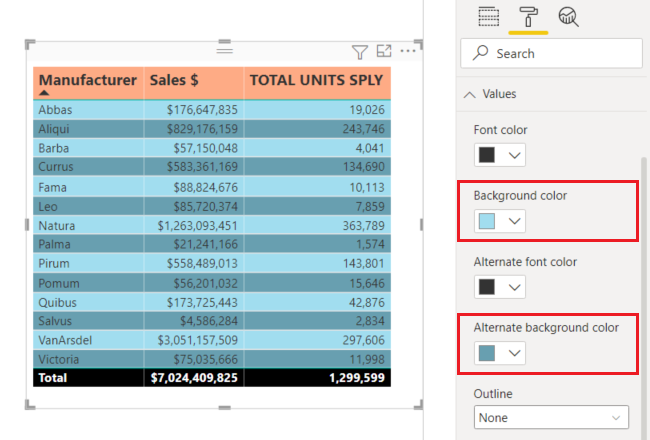 Manufacturer Sales $ TOTAL UNITS SPLY
Abbas $176,647,835 19,026
Aliqui $829,176,159 243,746
Barba $57,150,048 4,041
Currus $583,361,169 134,690
Fama $88,824,676 10,113
Leo $85,720,374 7,859
Natura $1,263,093,451 363,789
Palma $21,241,166 1,574
Pirum $558,489,013 143,801
Pomum $56,201,032 15,646
Quibus $173,725,443 42,876
Salvus $4,586,284 2,834
VanArsdel $3,051,157,509 297,606
Victoria $75,035,666 11,998
Total $7,024,409,825 1,299,599
Search
Values
Font color
Background color
Alternate font color
Alternate background color
Outline
None